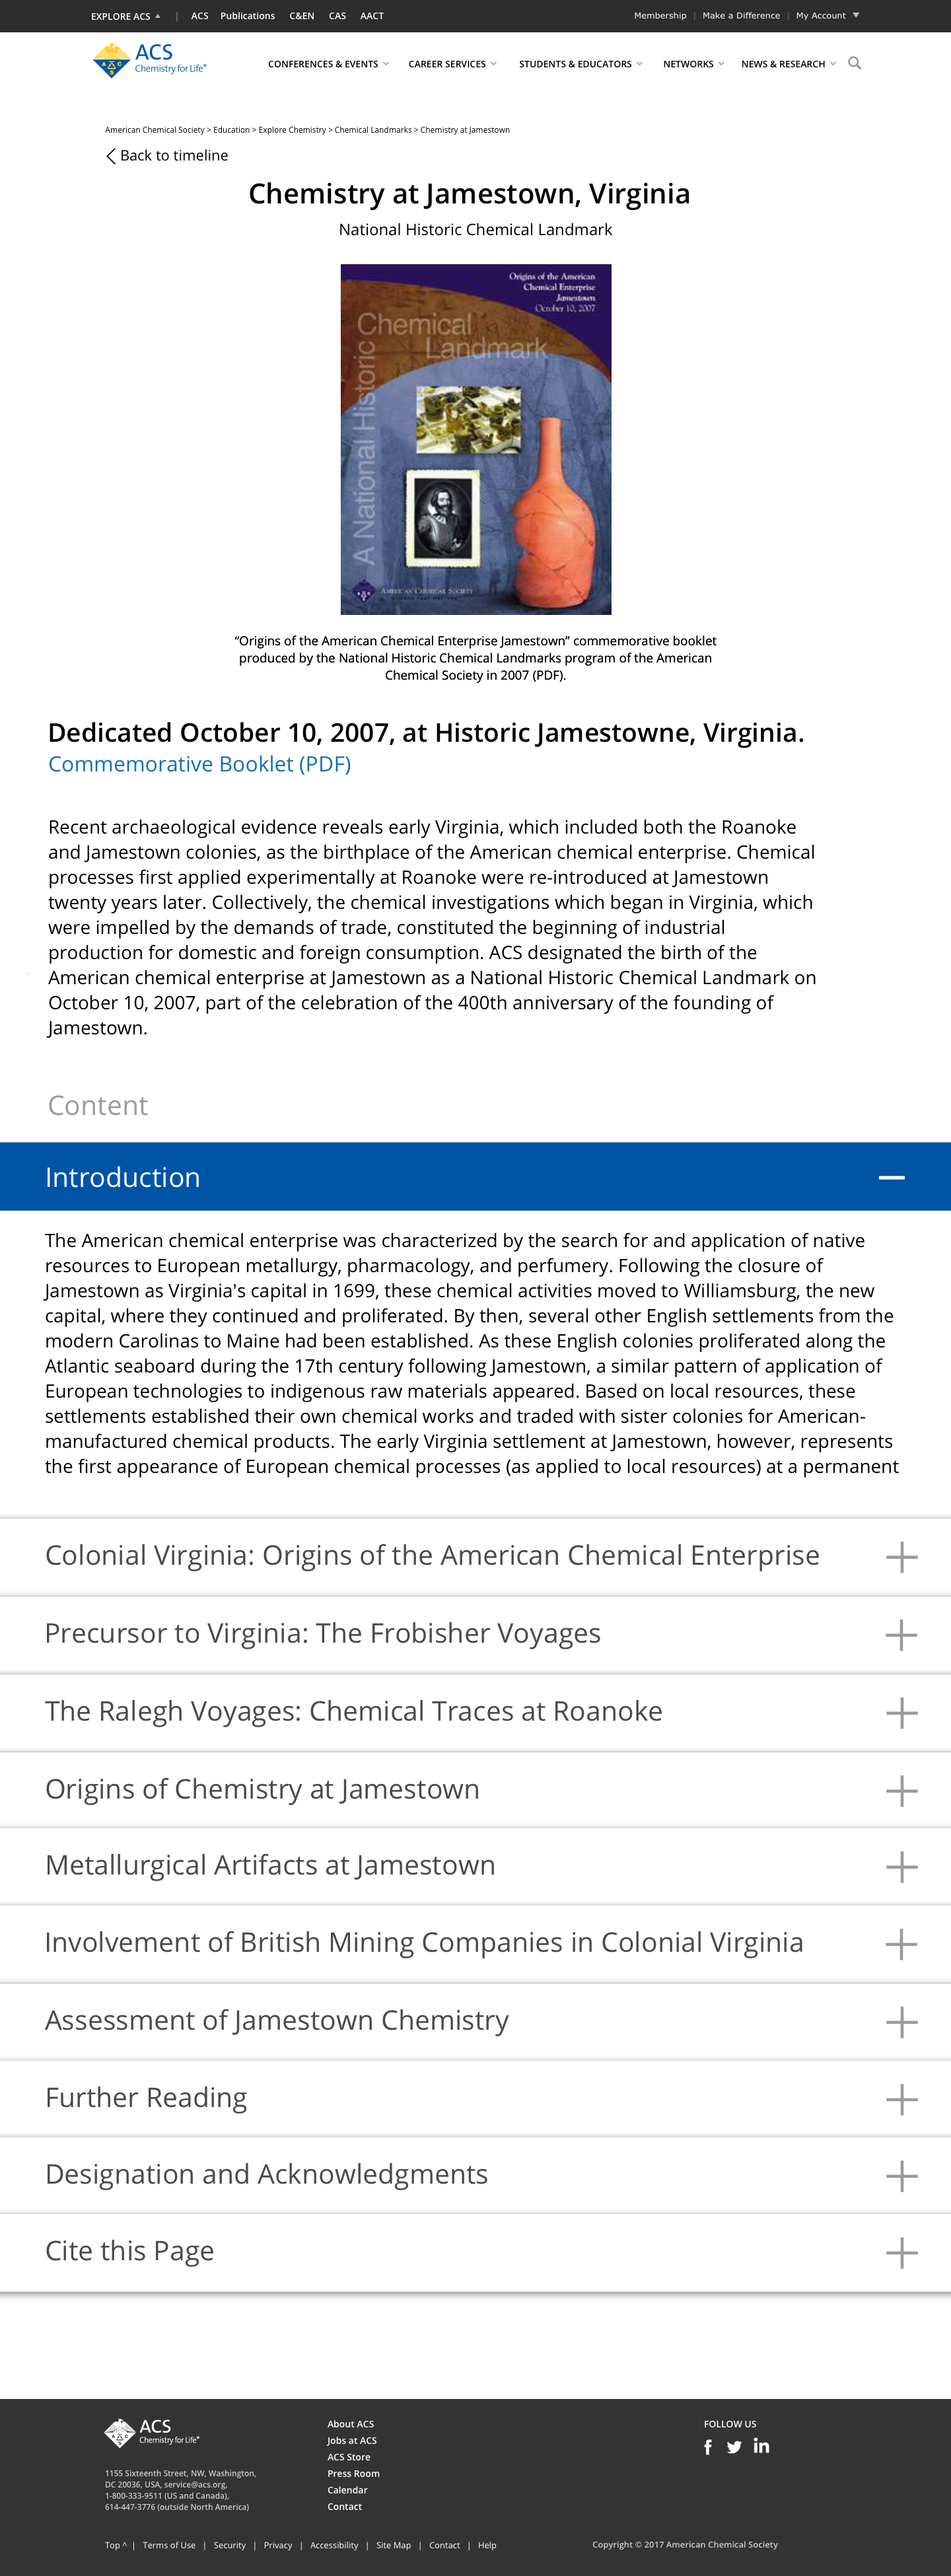 EXPLORE ACS | ACS Publications C&EN CAS AACT Membership | Make a Difference | My Account
ACS
Chemistry for Life®
CONFERENCES & EVENTS CAREER SERVICES STUDENTS & EDUCATORS NETWORKS NEWS & RESEARCH
American Chemical Society > Education > Explore Chemistry > Chemical Landmarks > Chemistry at Jamestown
Back to timeline
Chemistry at Jamestown, Virginia
National Historic Chemical Landmark
Origins of the American
Chemical Enterprise
Jamestown
October 10, 2007
A National Historic
Chemical
Landmark
AMERICAN CHEMICAL SOCIETY
“Origins of the American Chemical Enterprise Jamestown” commemorative booklet
produced by the National Historic Chemical Landmarks program of the American
Chemical Society in 2007 (PDF).
Dedicated October 10, 2007, at Historic Jamestowne, Virginia.
Commemorative Booklet (PDF)
Recent archaeological evidence reveals early Virginia, which included both the Roanoke
and Jamestown colonies, as the birthplace of the American chemical enterprise. Chemical
processes first applied experimentally at Roanoke were re-introduced at Jamestown
twenty years later. Collectively, the chemical investigations which began in Virginia, which
were impelled by the demands of trade, constituted the beginning of industrial
production for domestic and foreign consumption. ACS designated the birth of the
American chemical enterprise at Jamestown as a National Historic Chemical Landmark on
October 10, 2007, part of the celebration of the 400th anniversary of the founding of
Jamestown.
Content
Introduction
The American chemical enterprise was characterized by the search for and application of native
resources to European metallurgy, pharmacology, and perfumery. Following the closure of
Jamestown as Virginia's capital in 1699, these chemical activities moved to Williamsburg, the new
capital, where they continued and proliferated. By then, several other English settlements from the
modern Carolinas to Maine had been established. As these English colonies proliferated along the
Atlantic seaboard during the 17th century following Jamestown, a similar pattern of application of
European technologies to indigenous raw materials appeared. Based on local resources, these
settlements established their own chemical works and traded with sister colonies for American-
manufactured chemical products. The early Virginia settlement at Jamestown, however, represents
the first appearance of European chemical processes (as applied to local resources) at a permanent
Colonial Virginia: Origins of the American Chemical Enterprise
Precursor to Virginia: The Frobisher Voyages
The Ralegh Voyages: Chemical Traces at Roanoke
Origins of Chemistry at Jamestown
Metallurgical Artifacts at Jamestown
Involvement of British Mining Companies in Colonial Virginia
Assessment of Jamestown Chemistry
Further Reading
Designation and Acknowledgments
Cite this Page
ACS
Chemistry for Life®
1155 Sixteenth Street, NW, Washington,
DC 20036, USA, service@acs.org,
1-800-333-9511 (US and Canada),
614-447-3776 (outside North America)
About ACS
Jobs at ACS
ACS Store
Press Room
Calendar
Contact
FOLLOW US
Top ^ | Terms of Use | Security | Privacy | Accessibility | Site Map | Contact | Help
Copyright © 2017 American Chemical Society